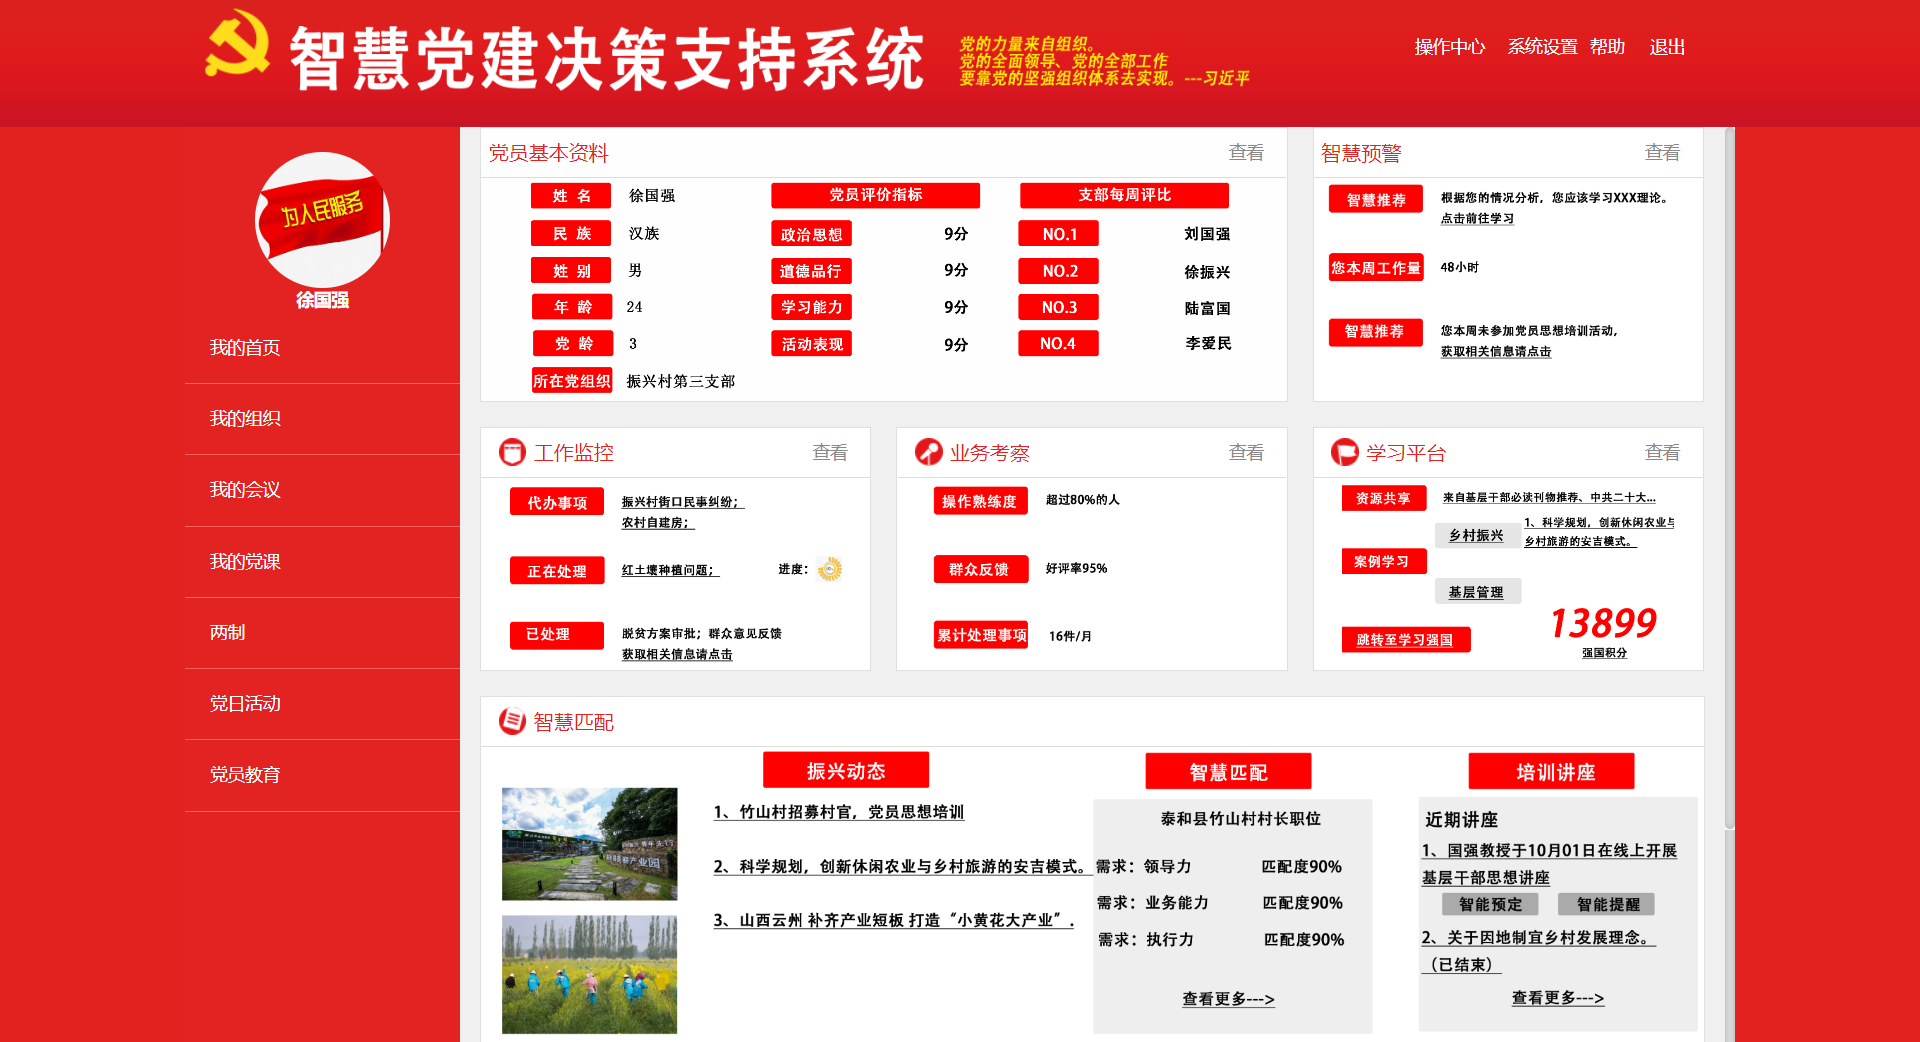 智慧党建决策支持系统
党的力量来自组织。
党的全面领导、党的全部工作
要靠党的坚强组织体系去实现。---习近平
操作中心 系统设置 帮助 退出
为人民服务
徐国强
我的首页
我的组织
我的会议
我的党课
两制
党日活动
党员教育
党员基本资料 查看
姓 名 徐国强 党员评价指标 支部每周评比
民 族 汉族 政治思想 9分 NO.1 刘国强
姓 别 男 道德品行 9分 NO.2 徐振兴
年 龄 24 学习能力 9分 NO.3 陆富国
党 龄 3 活动表现 9分 NO.4 李爱民
所在党组织 振兴村第三支部
智慧预警 查看
智慧推荐 根据您的情况分析，您应该学习XXX理论。
点击前往学习
您本周工作量 48小时
智慧推荐 您本周未参加党员思想培训活动，
获取相关信息请点击
工作监控 查看
代办事项 振兴村街口民事纠纷；
农村自建房；
正在处理 红土壤种植问题； 进度：
已处理 脱贫方案审批；群众意见反馈
获取相关信息请点击
业务考察 查看
操作熟练度 超过80%的人
群众反馈 好评率95%
累计处理事项 16件/月
学习平台 查看
资源共享 来自基层干部必读刊物推荐、中共二十大...
乡村振兴 1、科学规划，创新休闲农业与
乡村旅游的安吉模式。
案例学习
基层管理
13899
跳转至学习强国 强国积分
智慧匹配
振兴动态
1、竹山村招募村官，党员思想培训
2、科学规划，创新休闲农业与乡村旅游的安吉模式。
3、山西云州 补齐产业短板 打造“小黄花大产业”.
智慧匹配
泰和县竹山村村长职位
需求：领导力 匹配度90%
需求：业务能力 匹配度90%
需求：执行力 匹配度90%
查看更多--->
培训讲座
近期讲座
1、国强教授于10月01日在线上开展
基层干部思想讲座
智能预定 智能提醒
2、关于因地制宜乡村发展理念。
（已结束）
查看更多--->